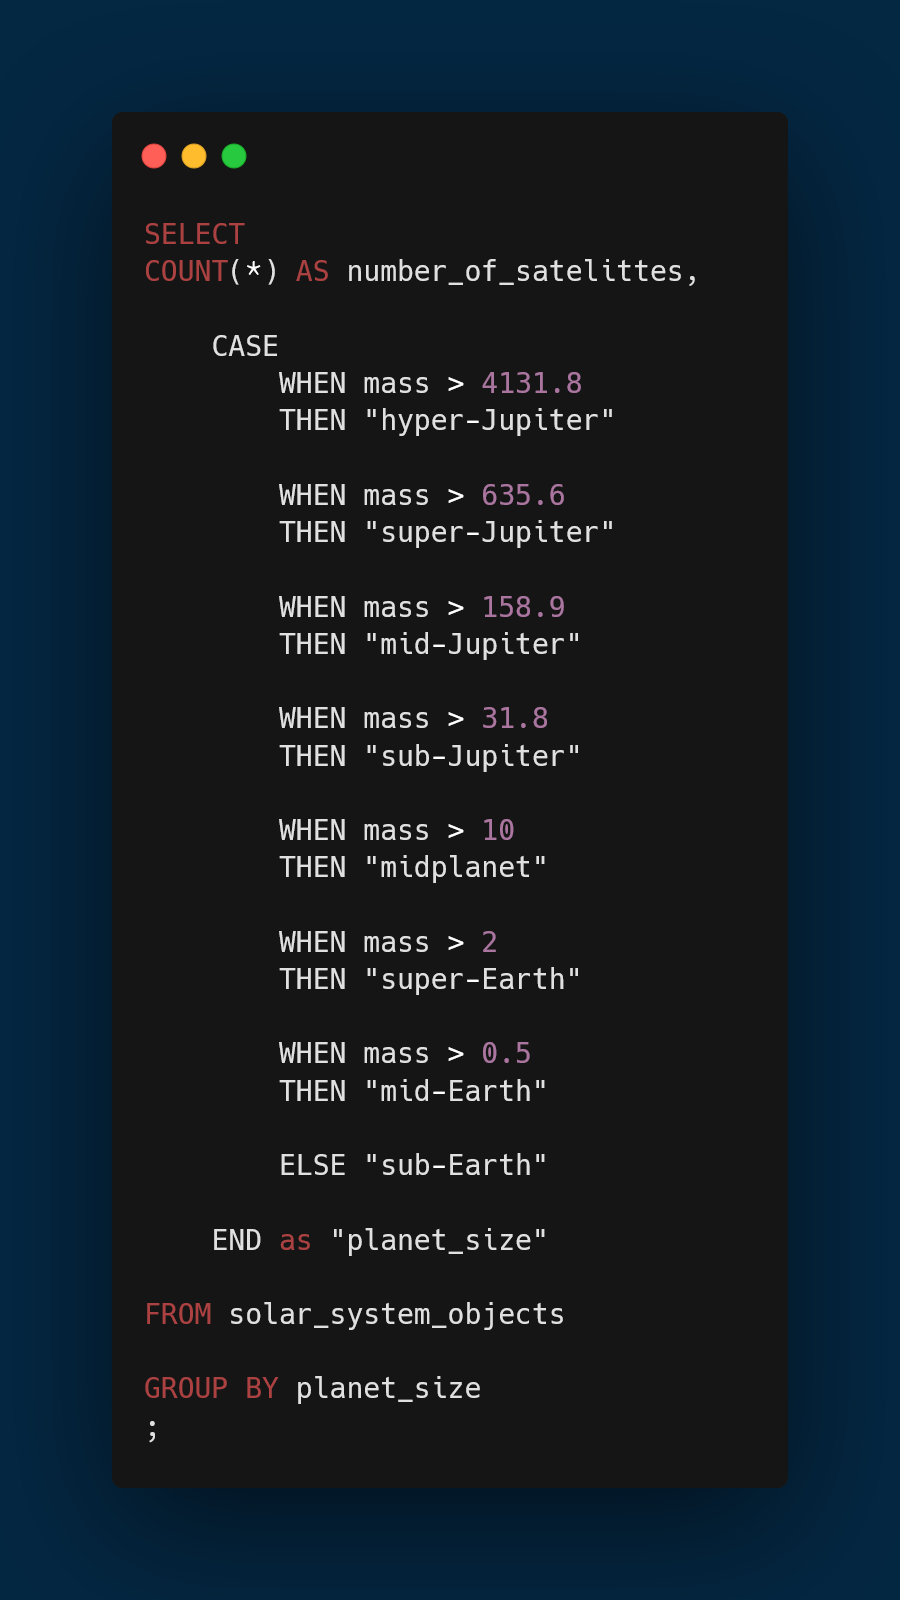 SELECT
COUNT(*) AS number_of_satelittes,
CASE
WHEN mass > 4131.8
THEN "hyper-Jupiter"
WHEN mass > 635.6
THEN "super-Jupiter"
WHEN mass > 158.9
THEN "mid-Jupiter"
WHEN mass > 31.8
THEN "sub-Jupiter"
WHEN mass > 10
THEN "midplanet"
WHEN mass > 2
THEN "super-Earth"
WHEN mass > 0.5
THEN "mid-Earth"
ELSE "sub-Earth"
END as "planet_size"
FROM solar_system_objects
GROUP BY planet_size
;